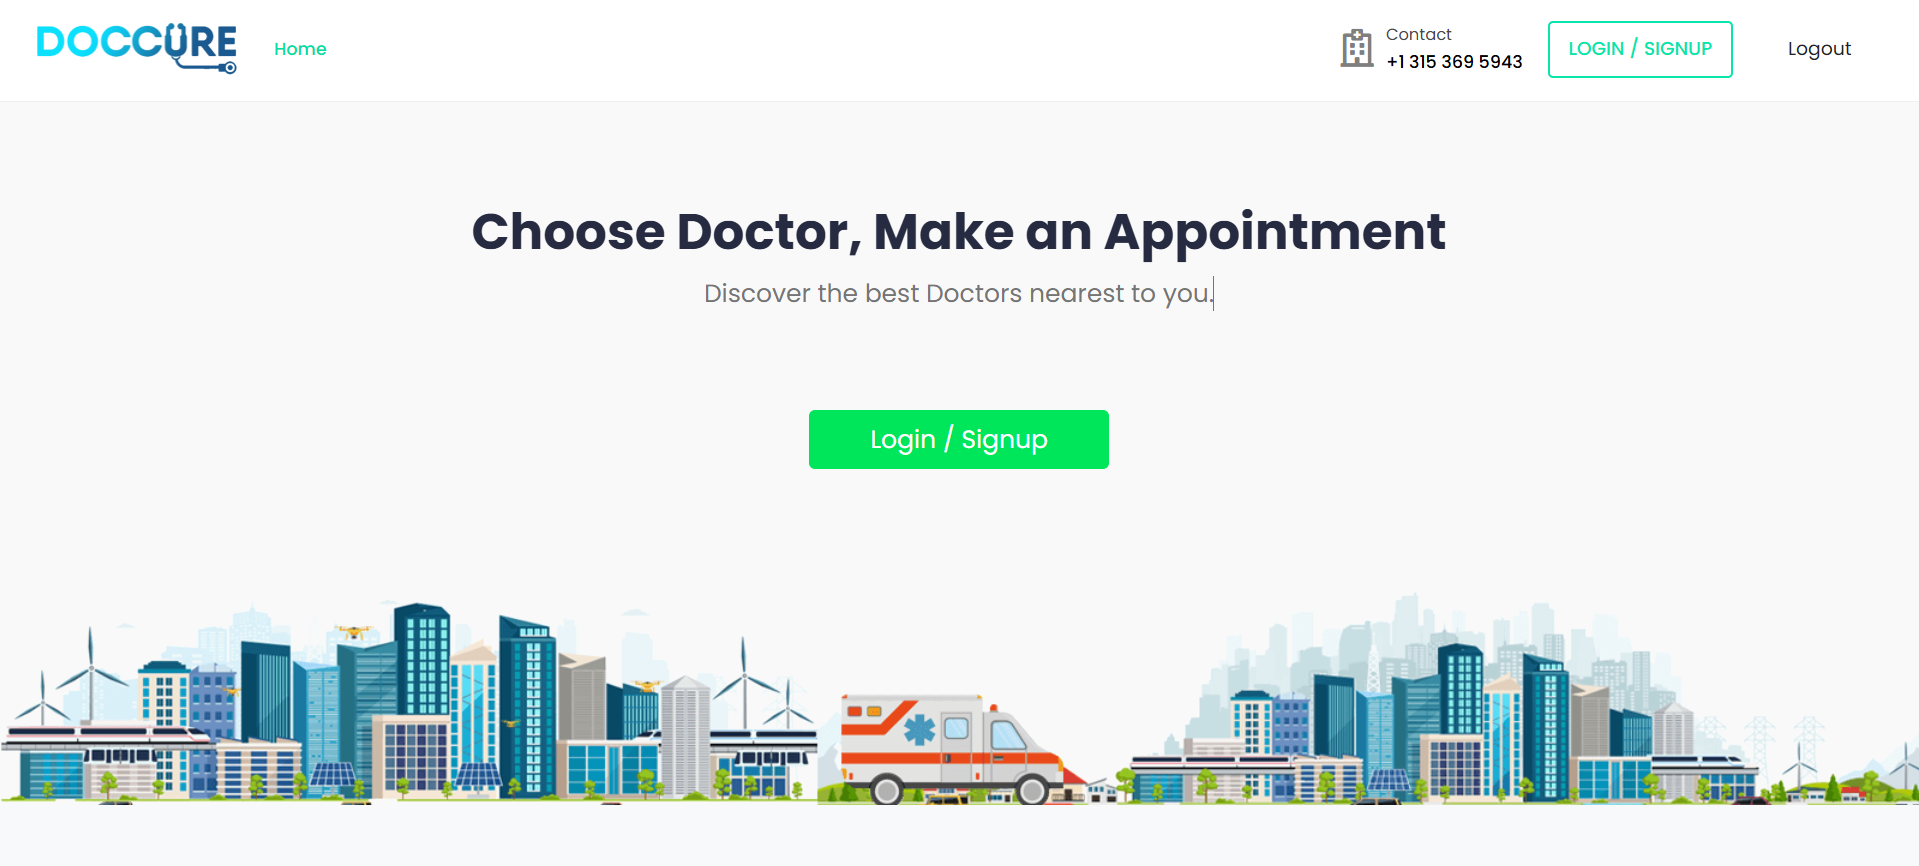 DOCCURE
Home
Contact
+1 315 369 5943
LOGIN / SIGNUP
Logout
Choose Doctor, Make an Appointment
Discover the best Doctors nearest to you.
Login / Signup